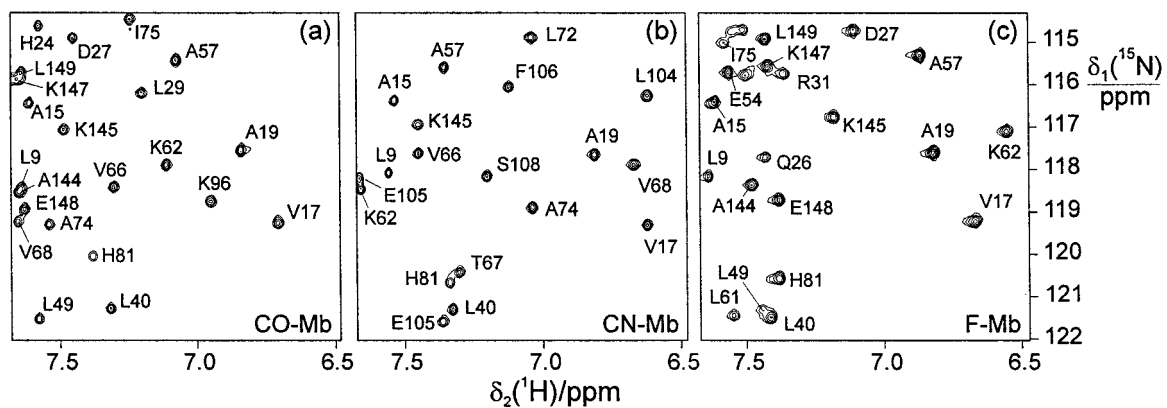 (a)
H24
D27
I75
A57
L149
K147
L29
A15
K145
A19
K62
L9
A144
V66
K96
E148
V68
A74
V17
H81
L49
L40
CO-Mb
7.5
7.0
6.5
(b)
L72
A57
F106
L104
A15
K145
A19
L9
V66
S108
V68
E105
K62
A74
V17
T67
H81
L40
E105
CN-Mb
7.5
7.0
6.5
δ₂(¹H)/ppm
(c)
L149
D27
I75
K147
A57
R31
E54
A15
K145
A19
K62
L9
Q26
A144
E148
V17
H81
L49
L61
L40
F-Mb
7.5
7.0
6.5
115
116
117
118
119
120
121
122
δ₁(¹⁵N)
ppm